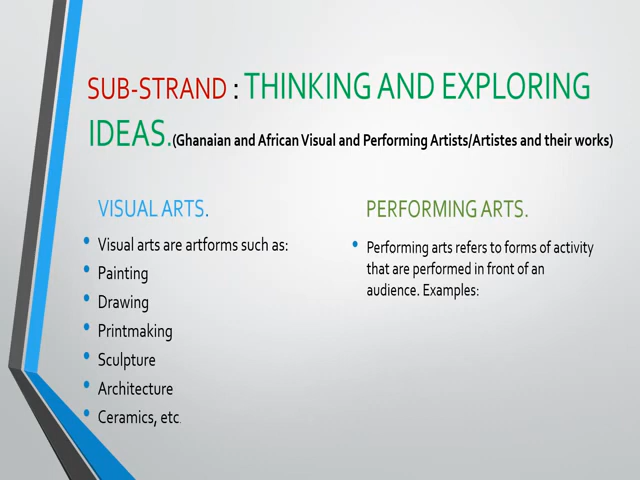 SUB-STRAND : THINKING AND EXPLORING
IDEAS.(Ghanaian and African Visual and Performing Artists/Artistes and their works)
VISUAL ARTS.
Visual arts are artforms such as:
Painting
Drawing
Printmaking
Sculpture
Architecture
Ceramics, etc.
PERFORMING ARTS.
Performing arts refers to forms of activity
that are performed in front of an
audience. Examples: